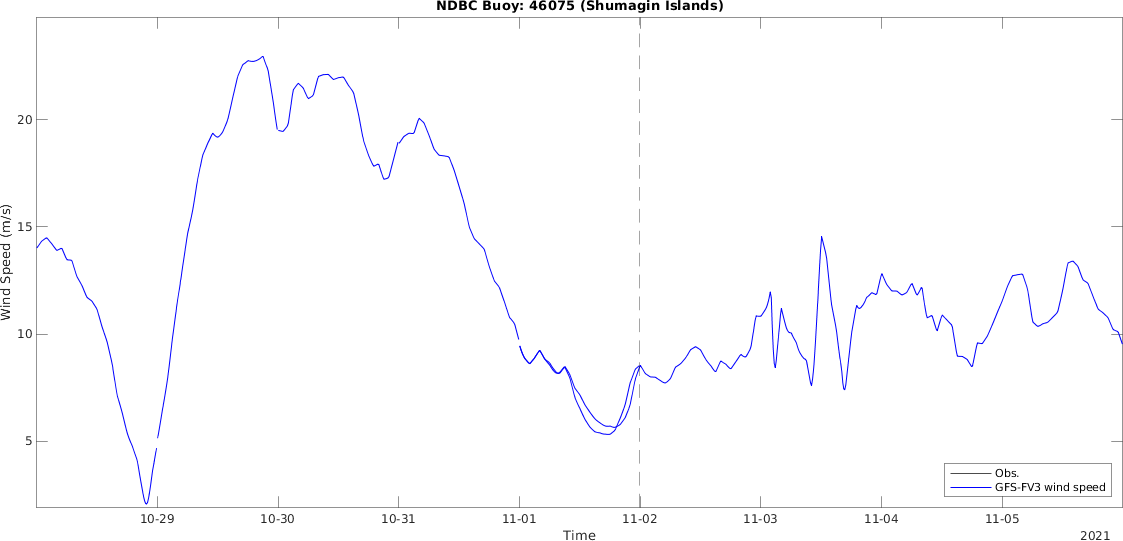 NDBC Buoy: 46075 (Shumagin Islands)
Wind Speed (m/s)
20
15
10
5
10-29
10-30
10-31
11-01
11-02
11-03
11-04
11-05
Time
2021
Obs.
GFS-FV3 wind speed